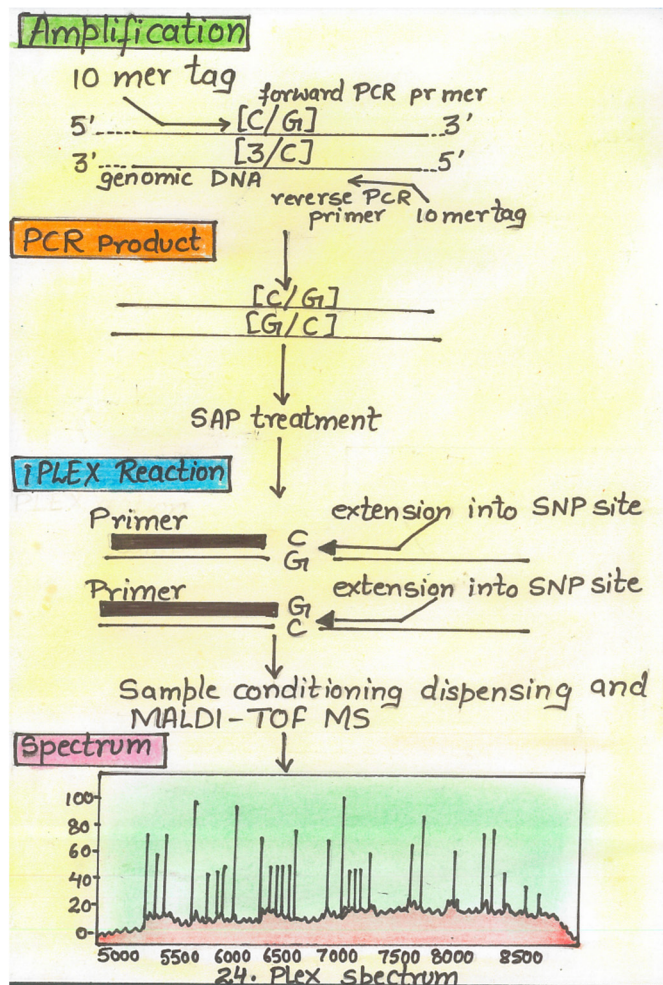 Amplification
10 mer tag
forward PCR pr mer
5' [C/G] 3'
3' [3/C] 5'
genomic DNA
reverse PCR
primer 10 mer tag
PCR Product
[C/G]
[G/C]
SAP treatment
iPLEX Reaction
Primer extension into SNP site
C
G
Primer extension into SNP site
G
C
Sample conditioning dispensing and
MALDI-TOF MS
Spectrum
100
80
60
40
20
0
5000 5500 6000 6500 7000 7500 8000 8500
24. Plex Spectrum